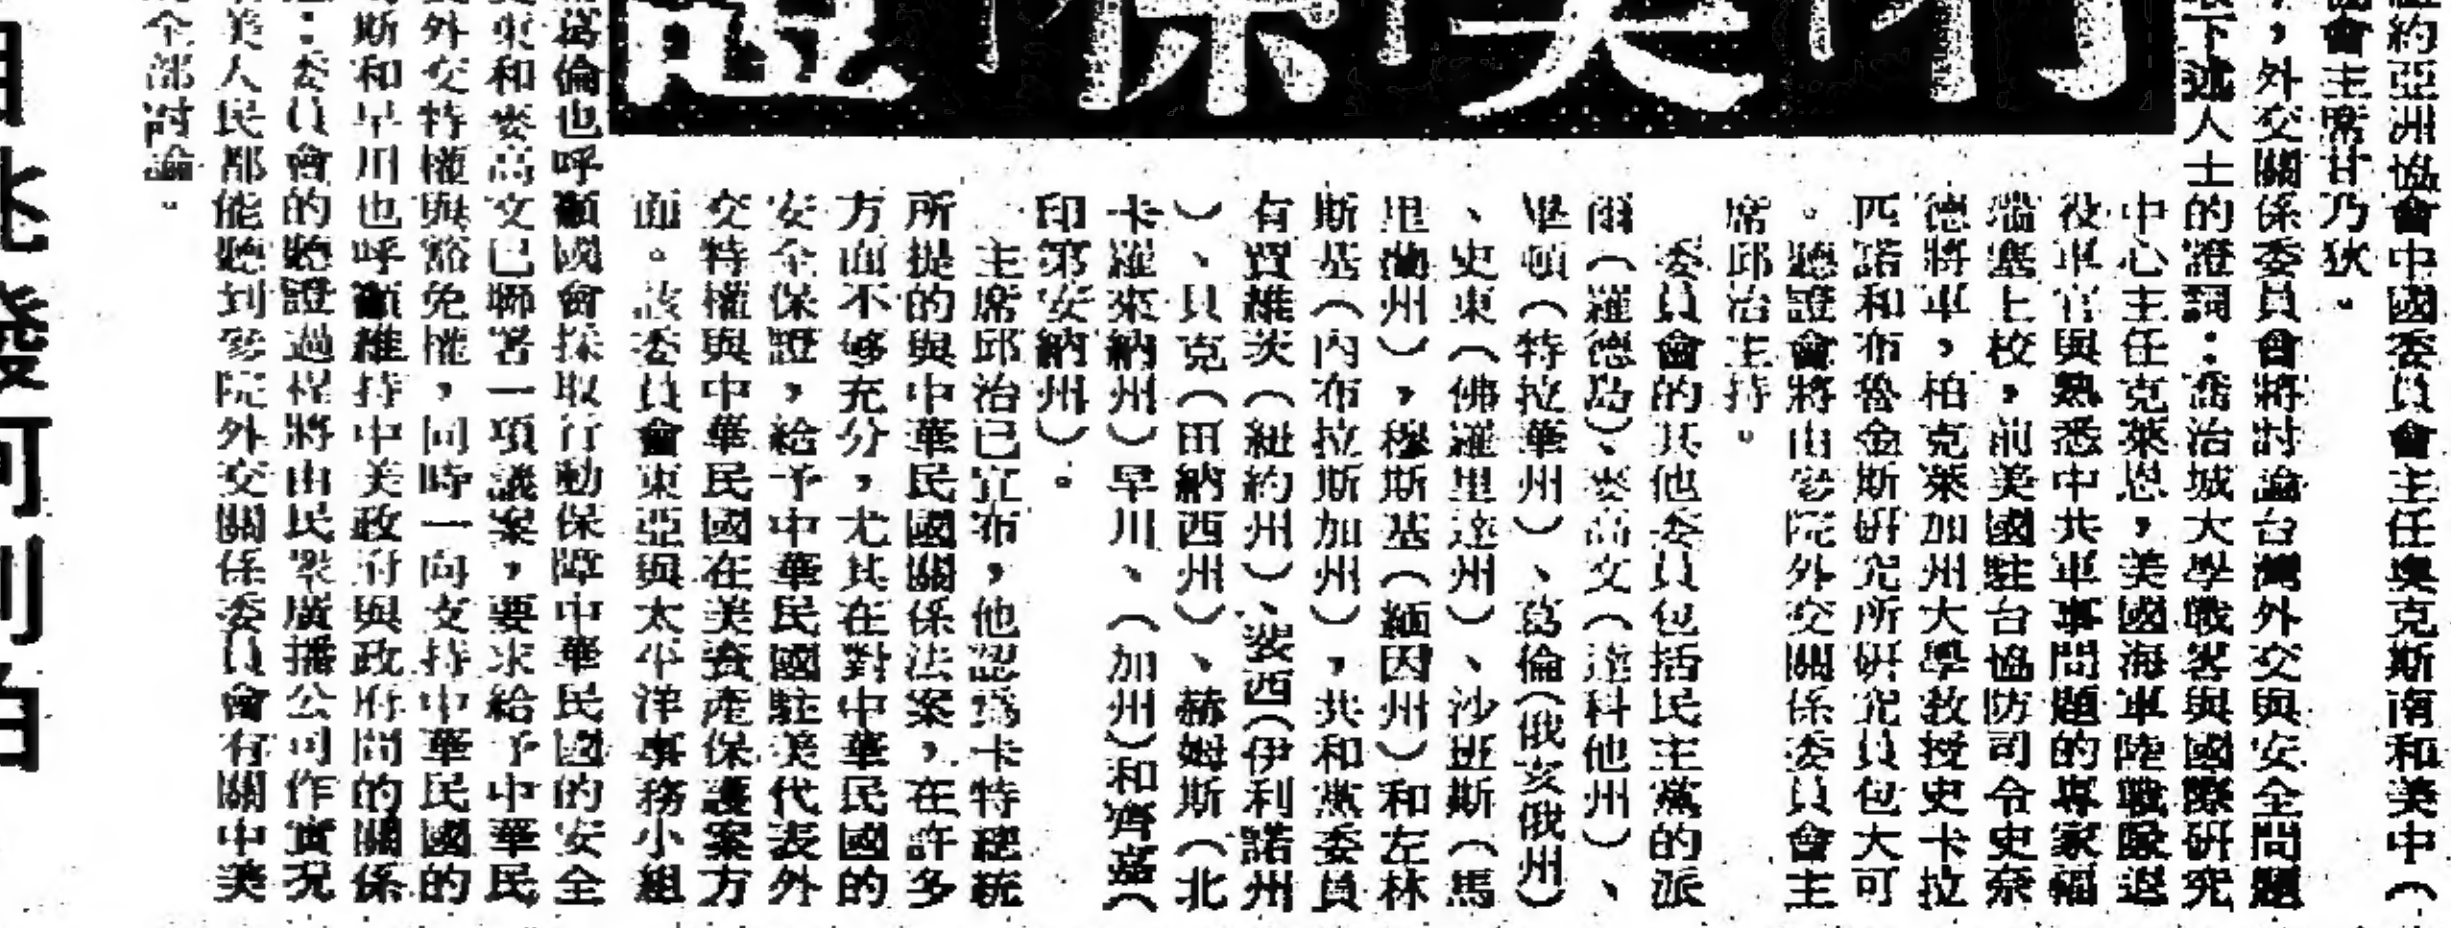 紐約亞洲協會中國委員會主任奧克斯南和美中（
協會主席甘乃狄。
，外交關係委員會將討論台灣外交與安全問題
下述人士的證詞：喬治城大學戰畧與國際研究
中心主任克萊恩，美國海軍陸戰隊退
役軍官與熟悉中共軍事問題的專家福
瑞塞上校，前美國駐台協防司令史奈
德將軍，柏克萊加州大學教授史卡拉
匹諾和布魯金斯研究所研究員包大可
。聽證會將由參院外交關係委員會主
席邱治主持。
委員會的其他委員包括民主黨的派
爾（羅德島）、麥高文（達科他州）、
畢頓（特拉華州）、葛倫（俄亥俄州）
、史東（佛羅里達州）、沙班斯（馬
里蘭州），穆斯基（緬因州）和左林
斯基（內布拉斯加州），共和黨委員
有賈維茨（紐約州）、裴西（伊利諾州
）、貝克（田納西州）、赫姆斯（北
卡羅來納州）早川、（加州）和齊嘉（
印第安納州）。
主席邱治已宣布，他認爲卡特總統
所提的與中華民國關係法案，在許多
方面不够充分，尤其在對中華民國的
安全保證，給予中華民國駐美代表外
交特權與中華民國在美資產保護案方
面。該委員會東亞與太平洋事務小組
葛倫也呼籲國會採取行動保障中華民國的安全
東和麥高文已聯署一項議案，要求給予中華民
外交特權與豁免權，同時一向支持中華民國的
斯和早川也呼籲維持中美政府與政府間的關係
：委員會的聽證過程將由民衆廣播公司作實况
美人民都能聽到參院外交關係委員會有關中美
全部討論。